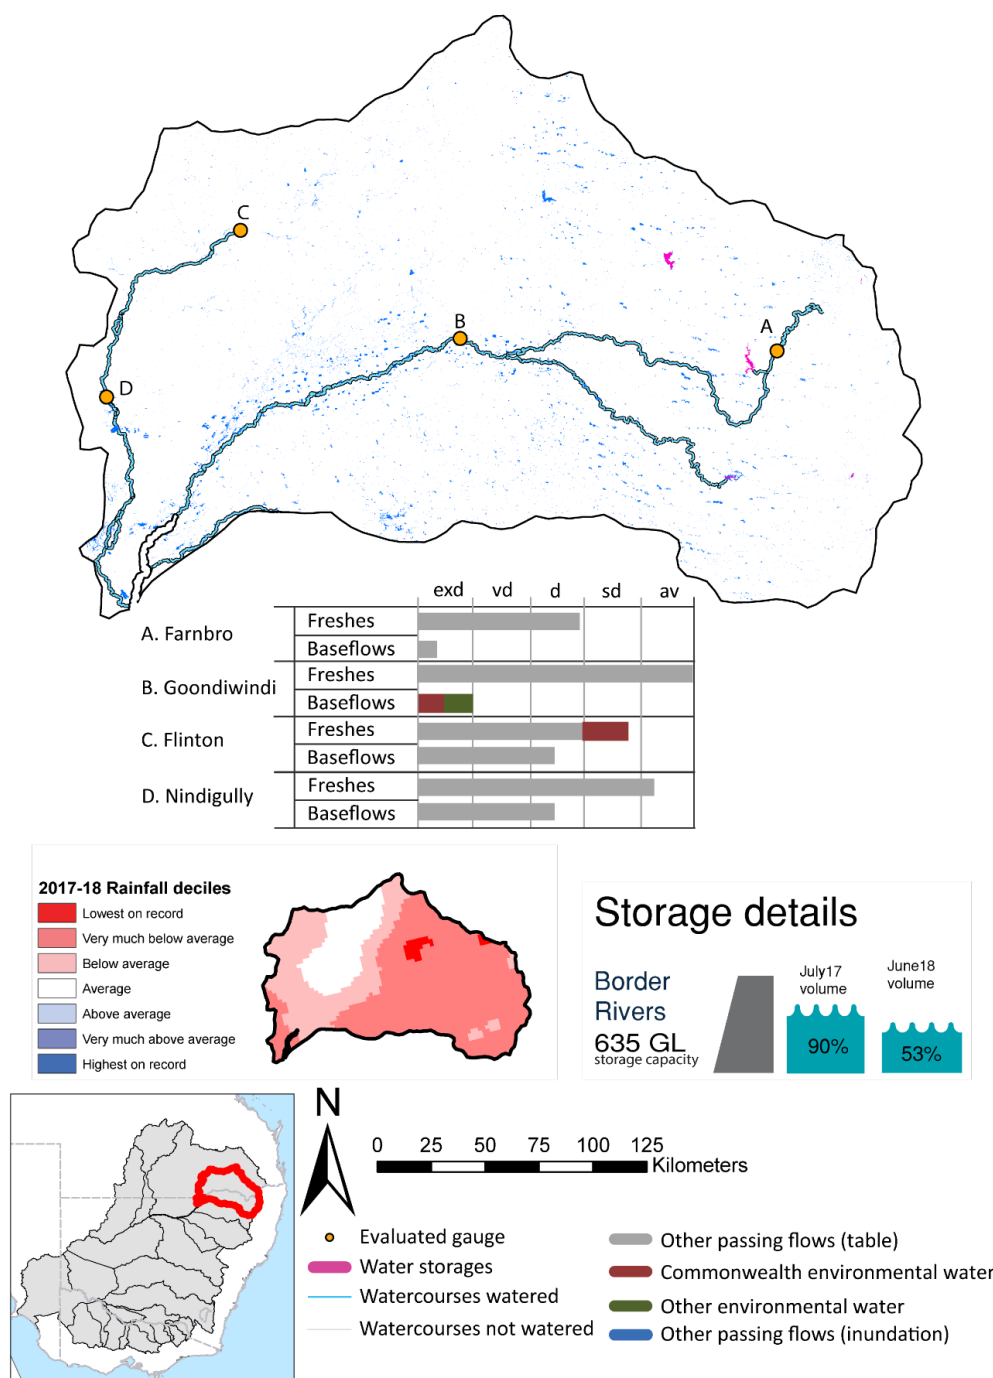 C
B
A
D
exd vd d sd av
A. Farnbro
Freshes
Baseflows
B. Goondiwindi
Freshes
Baseflows
C. Flinton
Freshes
Baseflows
D. Nindigully
Freshes
Baseflows
2017-18 Rainfall deciles
Lowest on record
Very much below average
Below average
Average
Above average
Very much above average
Highest on record
Storage details
Border
Rivers
635 GL
storage capacity
July17
volume
90%
June18
volume
53%
N
0 25 50 75 100 125
Kilometers
Evaluated gauge
Water storages
Watercourses watered
Watercourses not watered
Other passing flows (table)
Commonwealth environmental water
Other environmental water
Other passing flows (inundation)